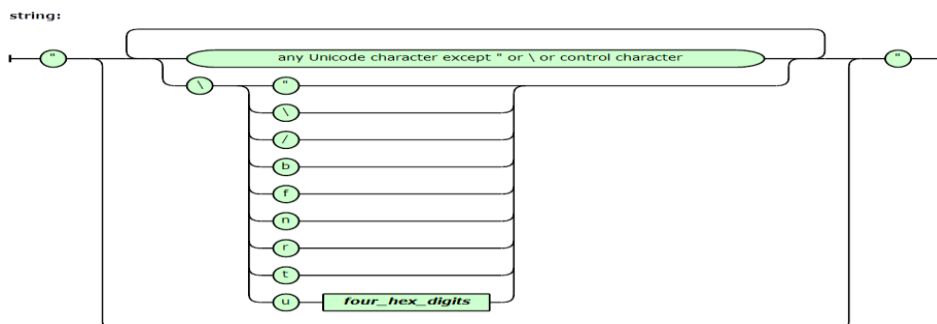 string:
" any Unicode character except " or \ or control character "
\ "
\
/
b
f
n
r
t
u four_hex_digits